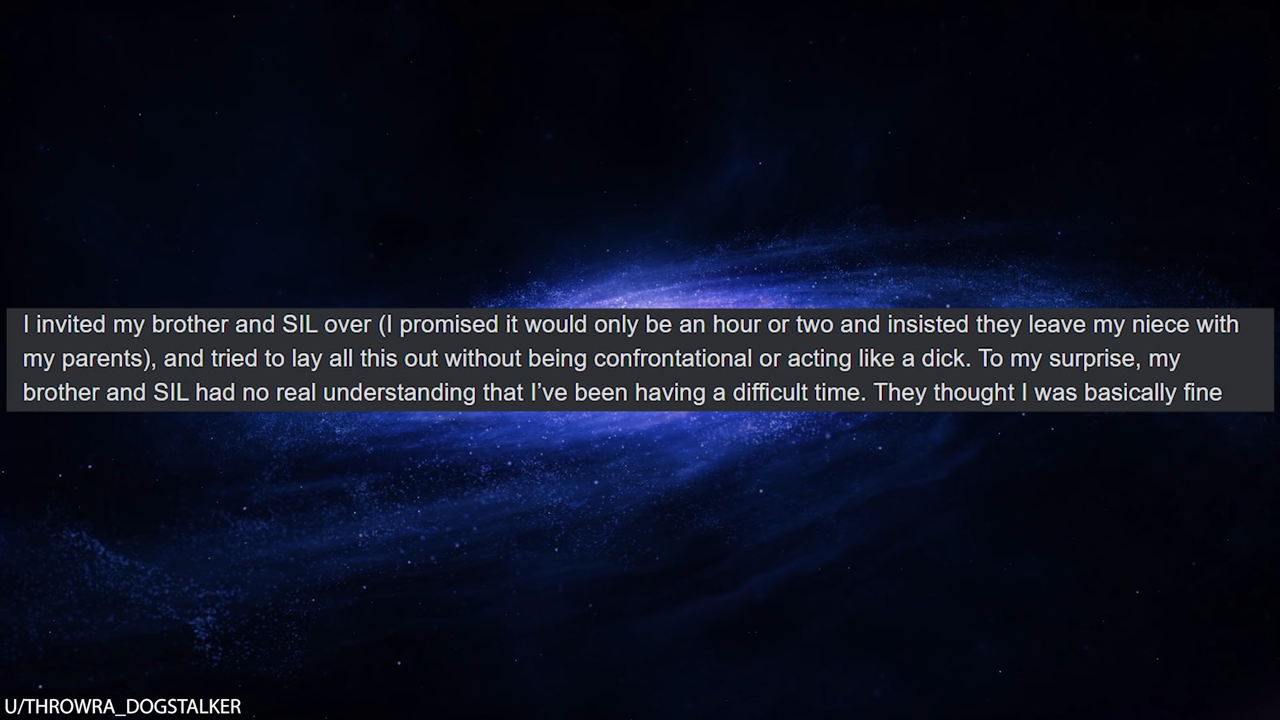 I invited my brother and SIL over (I promised it would only be an hour or two and insisted they leave my niece with
my parents), and tried to lay all this out without being confrontational or acting like a dick. To my surprise, my
brother and SIL had no real understanding that I’ve been having a difficult time. They thought I was basically fine
U/THROWRA_DOGSTALKER